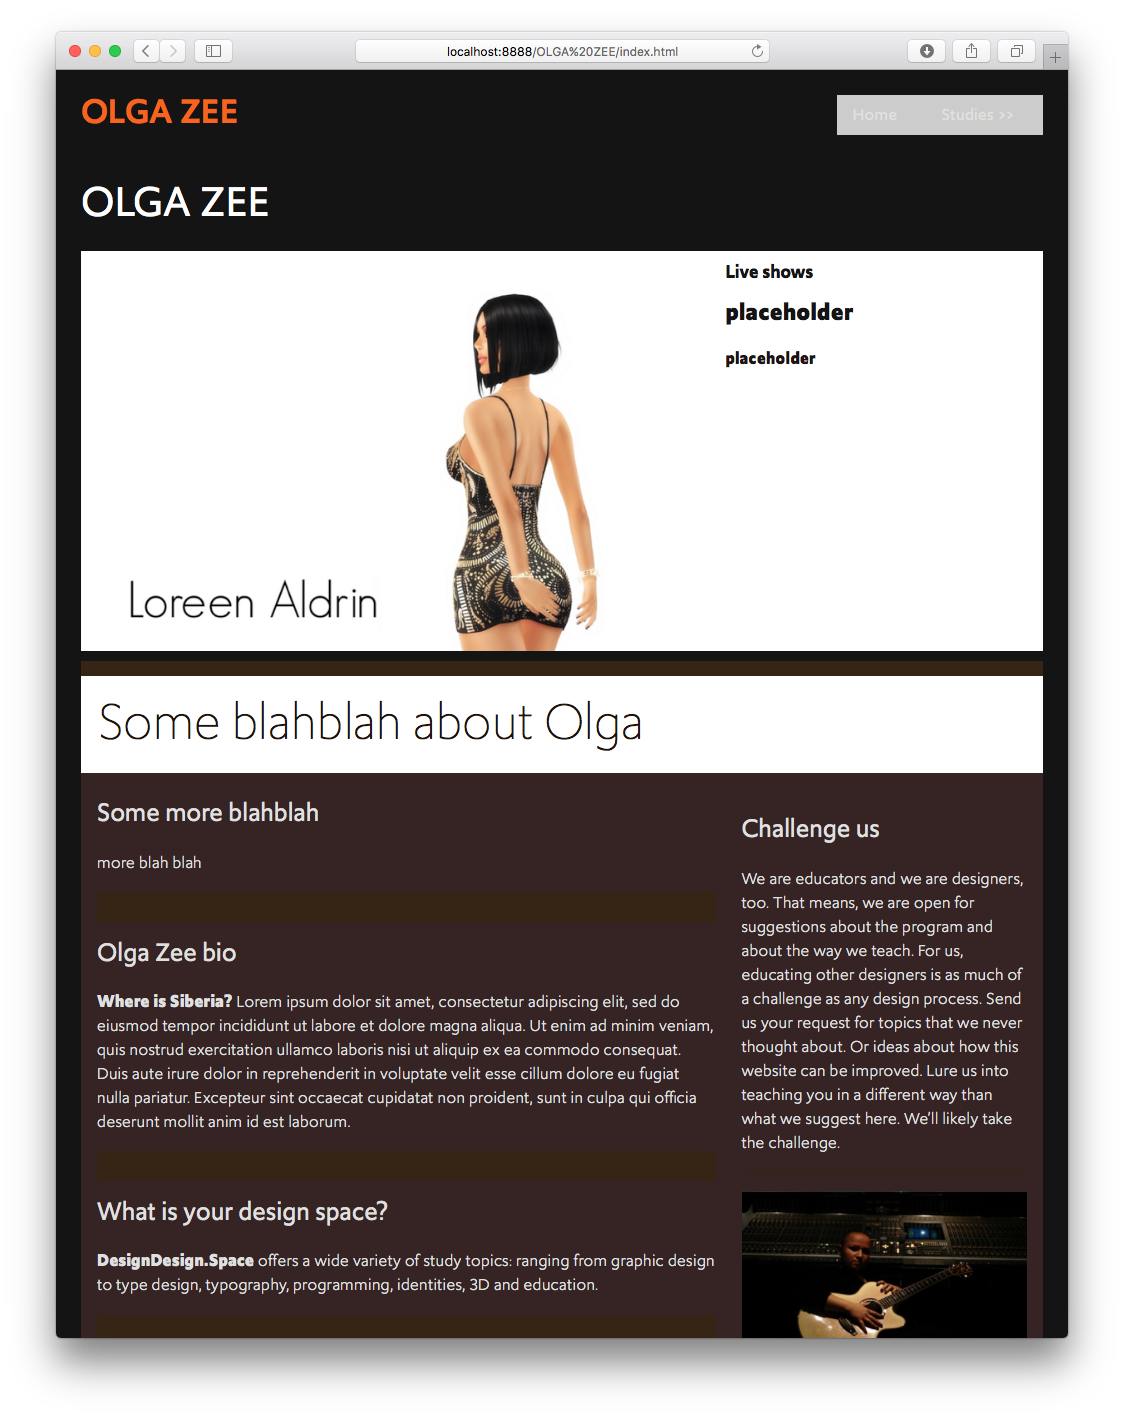 localhost:8888/OLGA%20ZEE/index.html
OLGA ZEE
Home Studies >>
OLGA ZEE
Live shows
placeholder
placeholder
Loreen Aldrin
Some blahblah about Olga
Some more blahblah
more blah blah
Olga Zee bio
Where is Siberia? Lorem ipsum dolor sit amet, consectetur adipiscing elit, sed do
eiusmod tempor incididunt ut labore et dolore magna aliqua. Ut enim ad minim veniam,
quis nostrud exercitation ullamco laboris nisi ut aliquip ex ea commodo consequat.
Duis aute irure dolor in reprehenderit in voluptate velit esse cillum dolore eu fugiat
nulla pariatur. Excepteur sint occaecat cupidatat non proident, sunt in culpa qui officia
deserunt mollit anim id est laborum.
What is your design space?
DesignDesign.Space offers a wide variety of study topics: ranging from graphic design
to type design, typography, programming, identities, 3D and education.
Challenge us
We are educators and we are designers,
too. That means, we are open for
suggestions about the program and
about the way we teach. For us,
educating other designers is as much of
a challenge as any design process. Send
us your request for topics that we never
thought about. Or ideas about how this
website can be improved. Lure us into
teaching you in a different way than
what we suggest here. We'll likely take
the challenge.